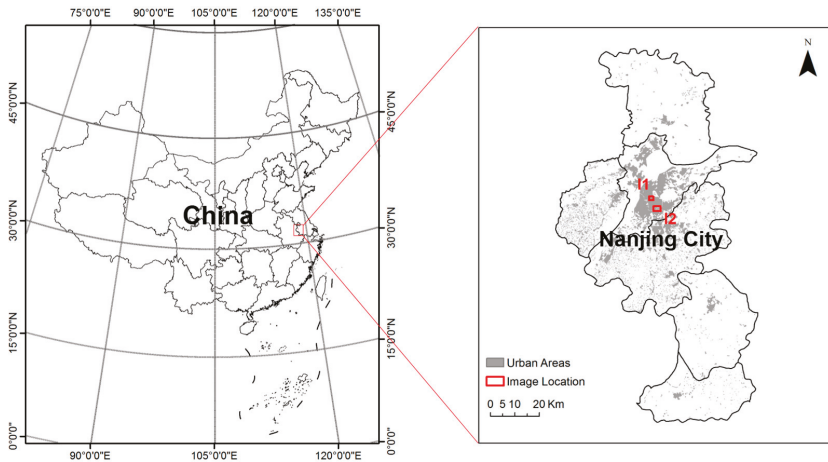 75°0'0"E 90°0'0"E 105°0'0"E 120°0'0"E 135°0'0"E
45°0'0"N
30°0'0"N
15°0'0"N
0°0'0"
China
45°0'0"N
30°0'0"N
15°0'0"N
0°0'0"
90°0'0"E 105°0'0"E 120°0'0"E
N
I1
I2
Nanjing City
Urban Areas
Image Location
0 5 10 20 Km